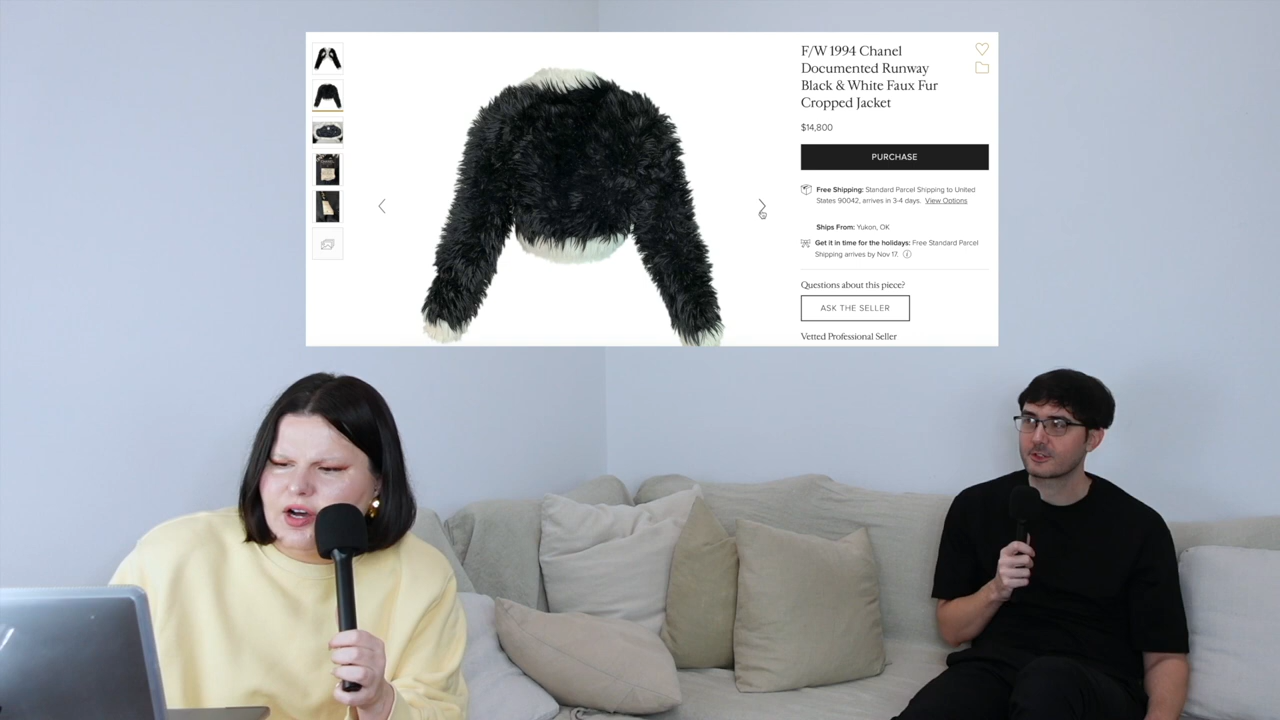 F/W 1994 Chanel
Documented Runway
Black & White Faux Fur
Cropped Jacket
$14,800
PURCHASE
Free Shipping: Standard Parcel Shipping to United
States 90042, arrives in 3-4 days. View Options
Ships From: Yukon, OK
Get it in time for the holidays: Free Standard Parcel
Shipping arrives by Nov 17.
Questions about this piece?
ASK THE SELLER
Vetted Professional Seller